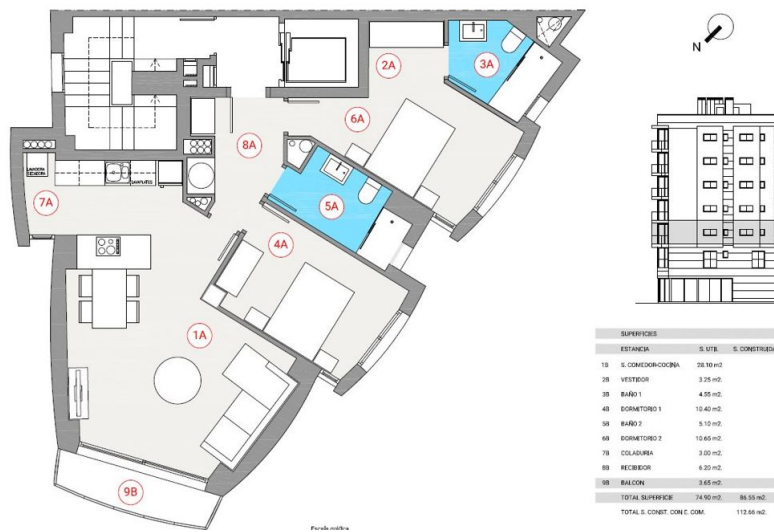 2A
3A
N
6A
8A
LAVADORA
SECADORA
LAVAPLATOS
7A
5A
4A
1A
9B
Escala gráfica
SUPERFICIES
ESTANCIA S. UTIL S. CONSTRUIDA
1B S. COMEDOR-COCINA 28.10 m2.
2B VESTIDOR 3.25 m2.
3B BAÑO 1 4.55 m2.
4B DORMITORIO 1 10.40 m2.
5B BAÑO 2 5.10 m2.
6B DORMITORIO 2 10.65 m2.
7B COLADURIA 3.00 m2.
8B RECIBIDOR 6.20 m2.
9B BALCON 3.65 m2.
TOTAL SUPERFICIE 74.90 m2. 86.55 m2.
TOTAL S. CONST. CON E. COM. 112.66 m2.